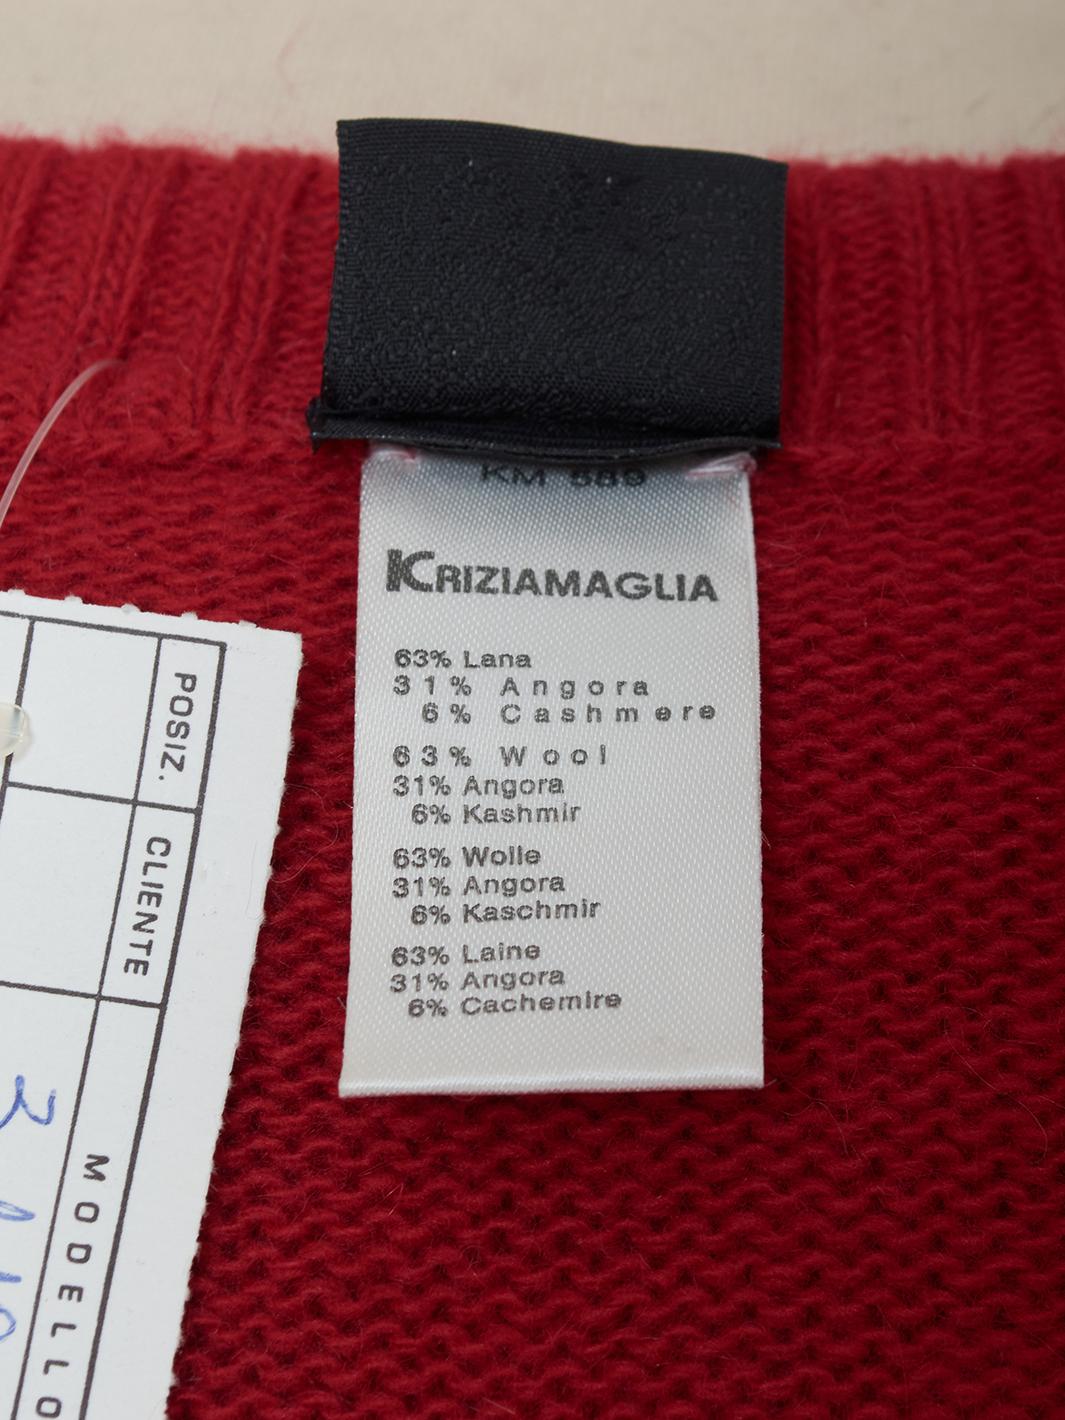 KM 589
KRIZIAMAGLIA
63% Lana
31% Angora
6% Cashmere
63% Wool
31% Angora
6% Kashmir
63% Wolle
31% Angora
6% Kaschmir
63% Laine
31% Angora
6% Cachemire
POSIZ.
CLIENTE
MODELLO